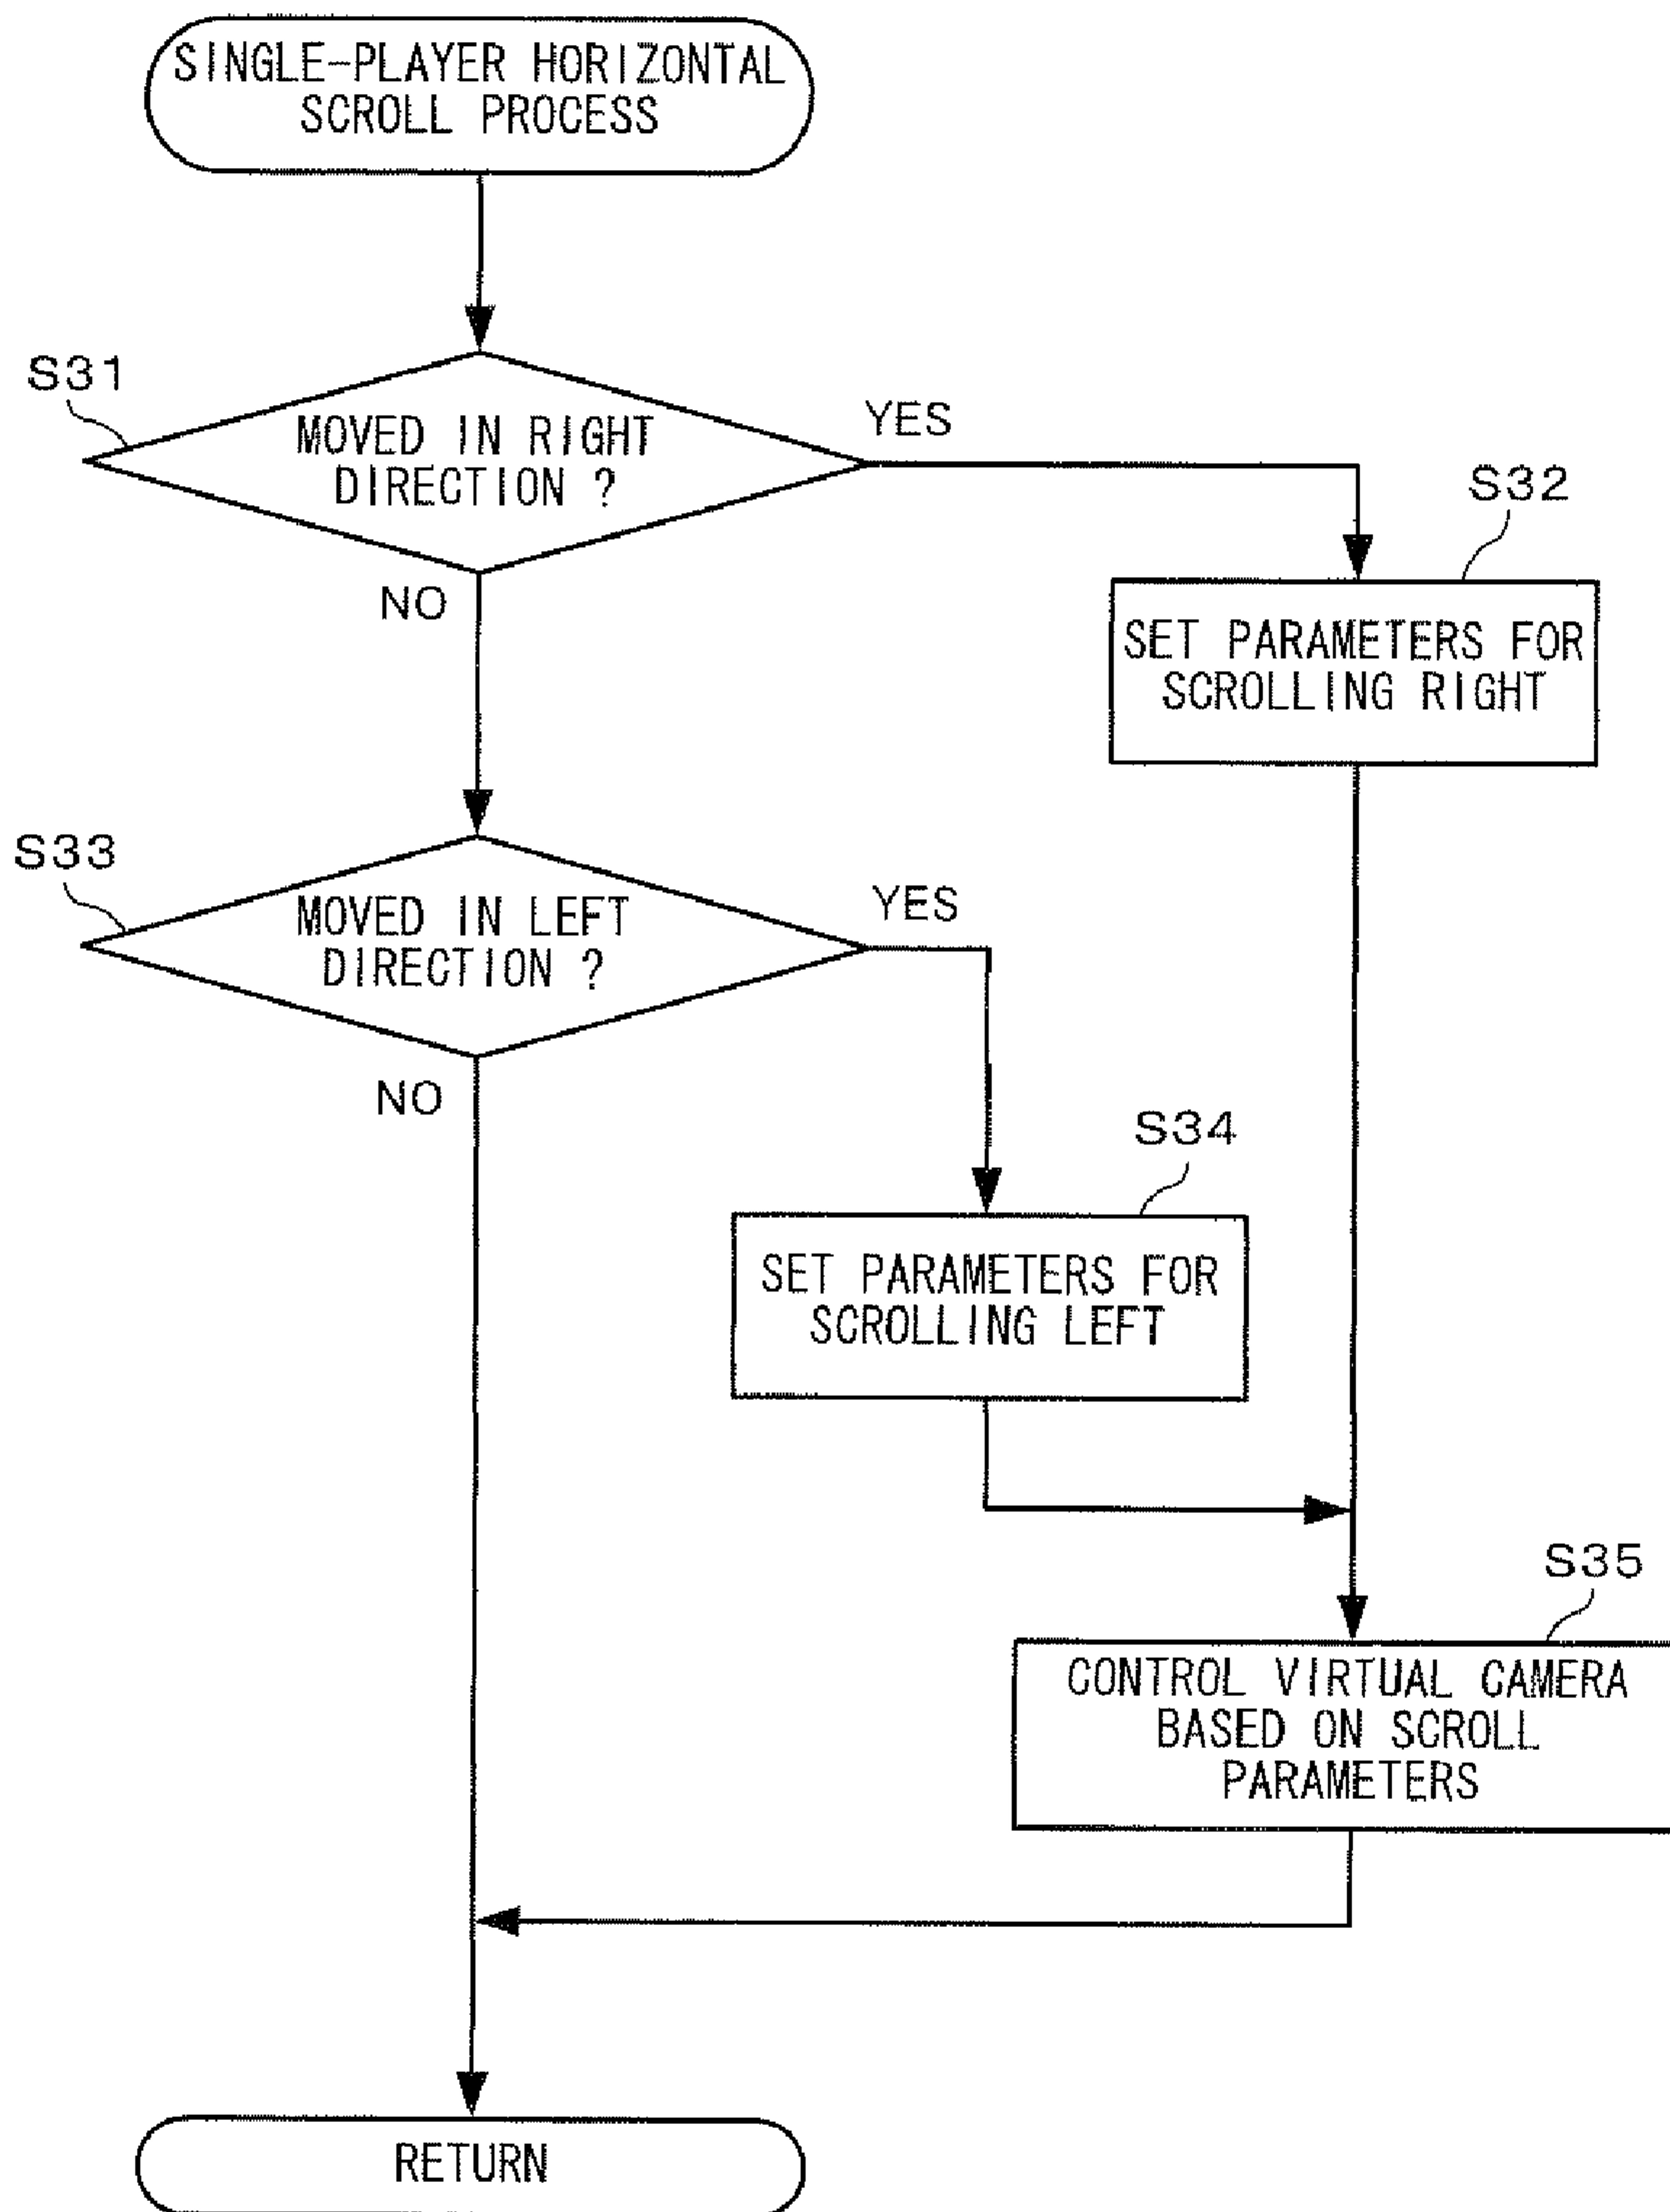 SINGLE-PLAYER HORIZONTAL
SCROLL PROCESS
S31
MOVED IN RIGHT
DIRECTION ?
YES
NO
S32
SET PARAMETERS FOR
SCROLLING RIGHT
S33
MOVED IN LEFT
DIRECTION ?
YES
NO
S34
SET PARAMETERS FOR
SCROLLING LEFT
S35
CONTROL VIRTUAL CAMERA
BASED ON SCROLL
PARAMETERS
RETURN